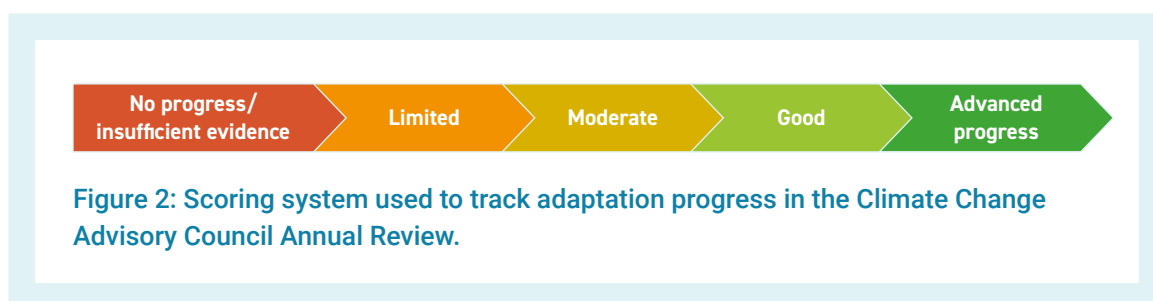 No progress/
insufficient evidence
Limited
Moderate
Good
Advanced
progress
Figure 2: Scoring system used to track adaptation progress in the Climate Change
Advisory Council Annual Review.